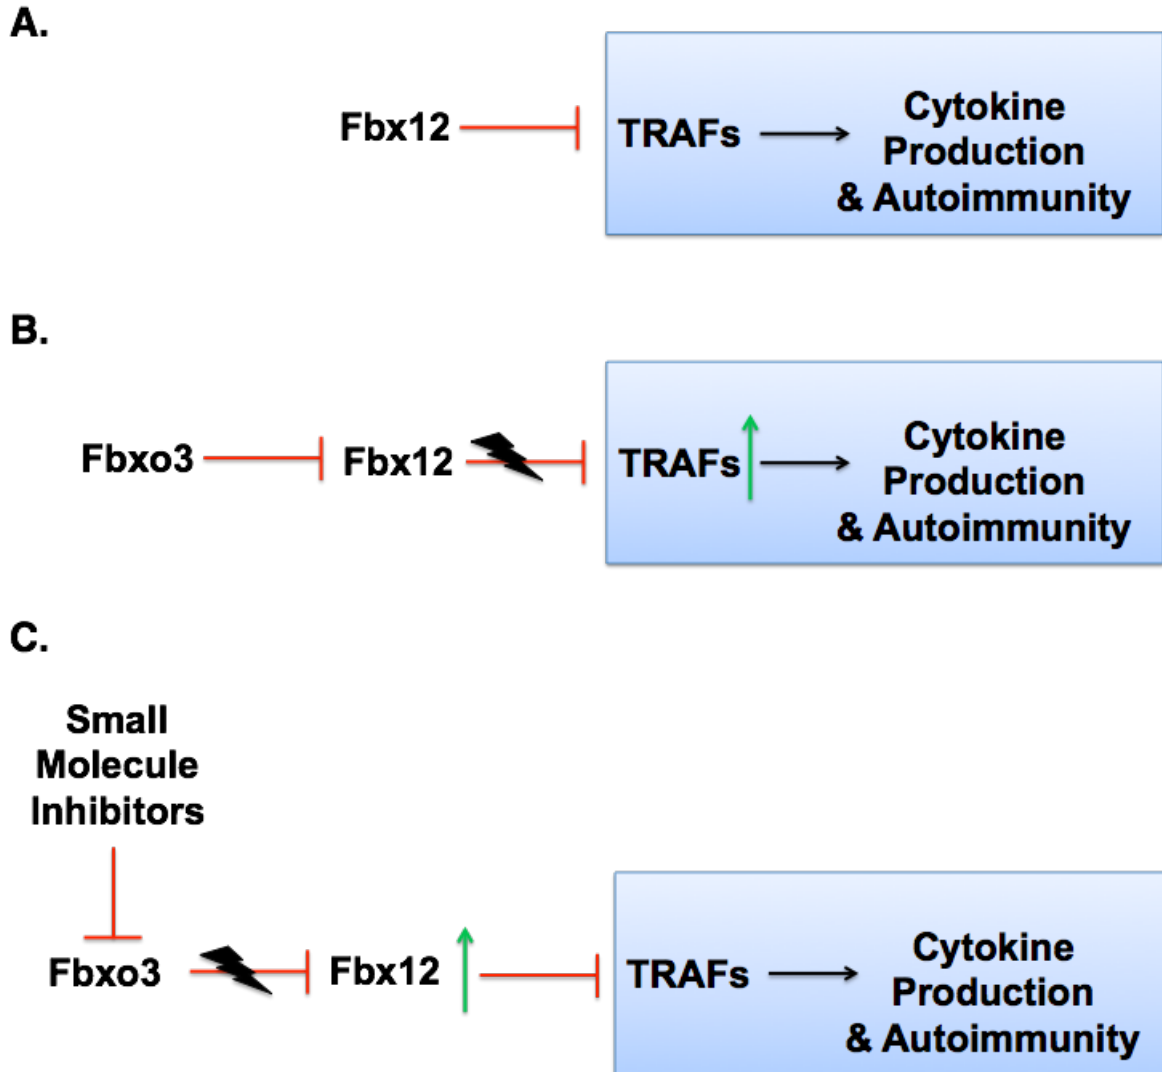 A.
Fbx12
TRAFs
Cytokine
Production
& Autoimmunity
B.
Fbxo3
Fbx12
TRAFs
Cytokine
Production
& Autoimmunity
C.
Small
Molecule
Inhibitors
Fbxo3
Fbx12
TRAFs
Cytokine
Production
& Autoimmunity